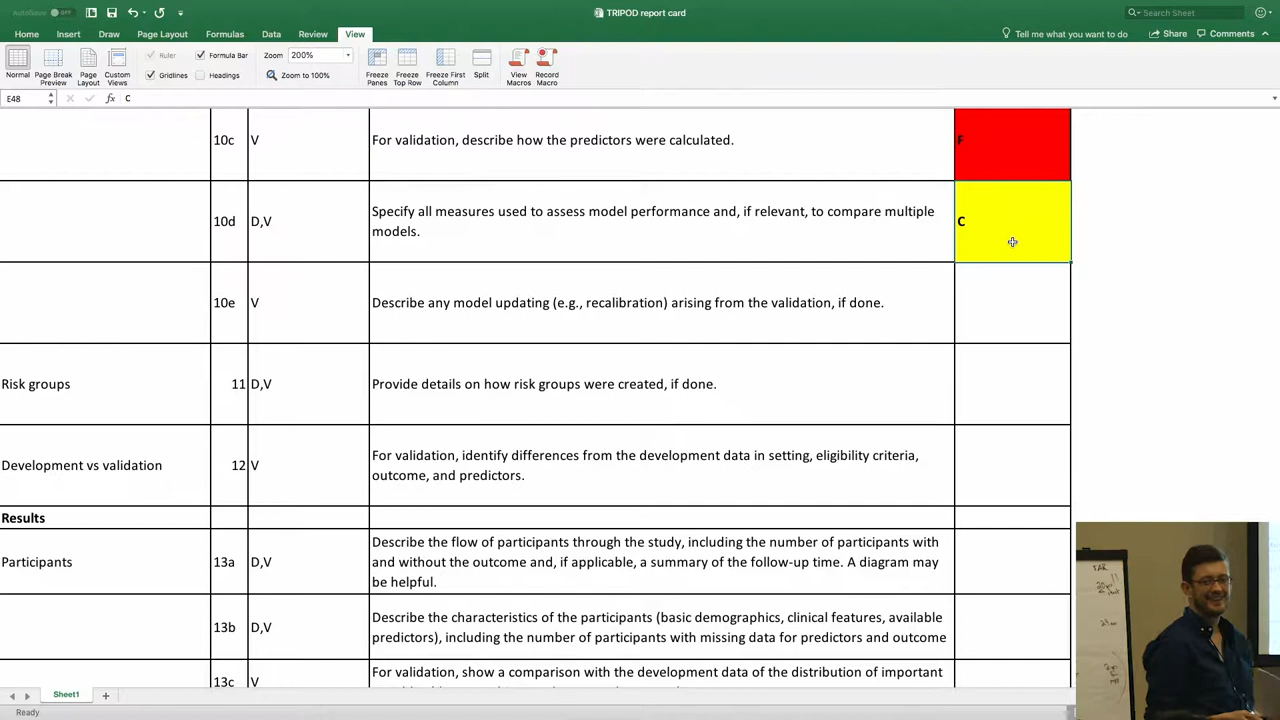 AutoSave OFF
TRIPOD report card
Search Sheet
Home Insert Draw Page Layout Formulas Data Review View
Tell me what you want to do
Share
Comments
Normal
Page Break Preview
Page Layout
Custom Views
Ruler
Formula Bar
Gridlines
Headings
Zoom 200%
Zoom to 100%
Freeze Panes
Freeze Top Row
Freeze First Column
Split
View Macros
Record Macro
E48
fx C
10c V For validation, describe how the predictors were calculated. F
10d D,V Specify all measures used to assess model performance and, if relevant, to compare multiple
models. C
10e V Describe any model updating (e.g., recalibration) arising from the validation, if done.
Risk groups 11 D,V Provide details on how risk groups were created, if done.
Development vs validation 12 V For validation, identify differences from the development data in setting, eligibility criteria,
outcome, and predictors.
Results
Participants 13a D,V Describe the flow of participants through the study, including the number of participants with
and without the outcome and, if applicable, a summary of the follow-up time. A diagram may
be helpful.
13b D,V Describe the characteristics of the participants (basic demographics, clinical features, available
predictors), including the number of participants with missing data for predictors and outcome
13c V For validation, show a comparison with the development data of the distribution of important
Sheet1
Ready